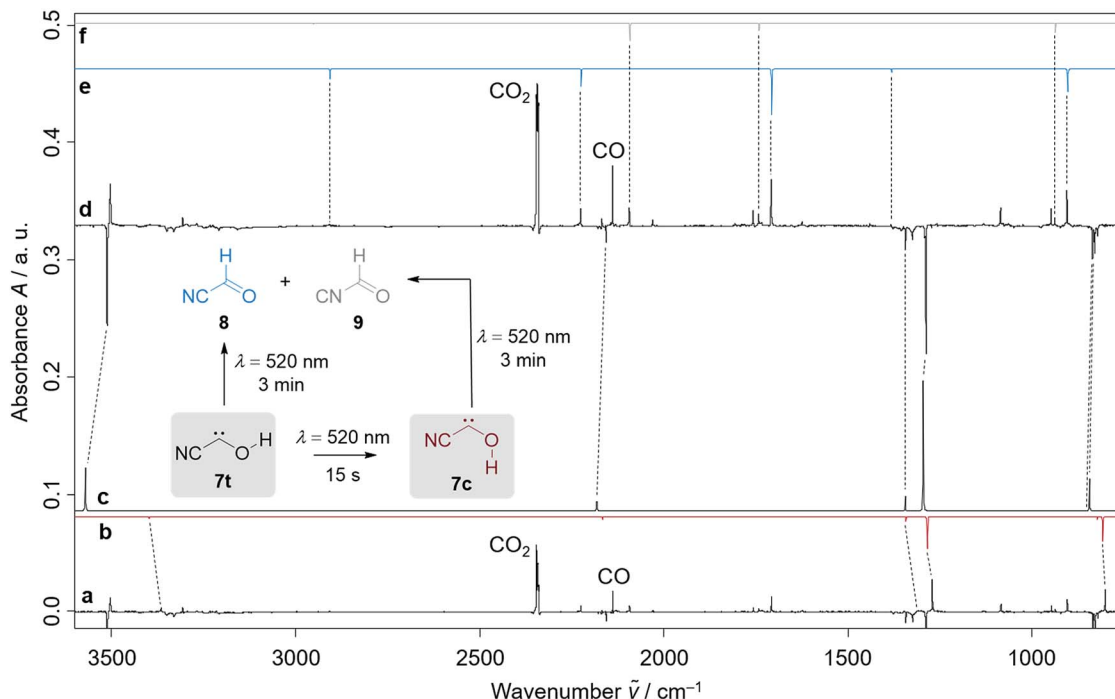 0.5
f
e
CO₂
0.4
CO
d
0.3
H
H
NC
O
+
CN
O
8
9
λ = 520 nm
3 min
λ = 520 nm
3 min
0.2
NC
O
H
λ = 520 nm
NC
O
H
7t
15 s
7c
0.1
c
b
CO₂
CO
a
0.0
3500
3000
2500
2000
1500
1000
Absorbance A / a. u.
Wavenumber ν̃ / cm⁻¹